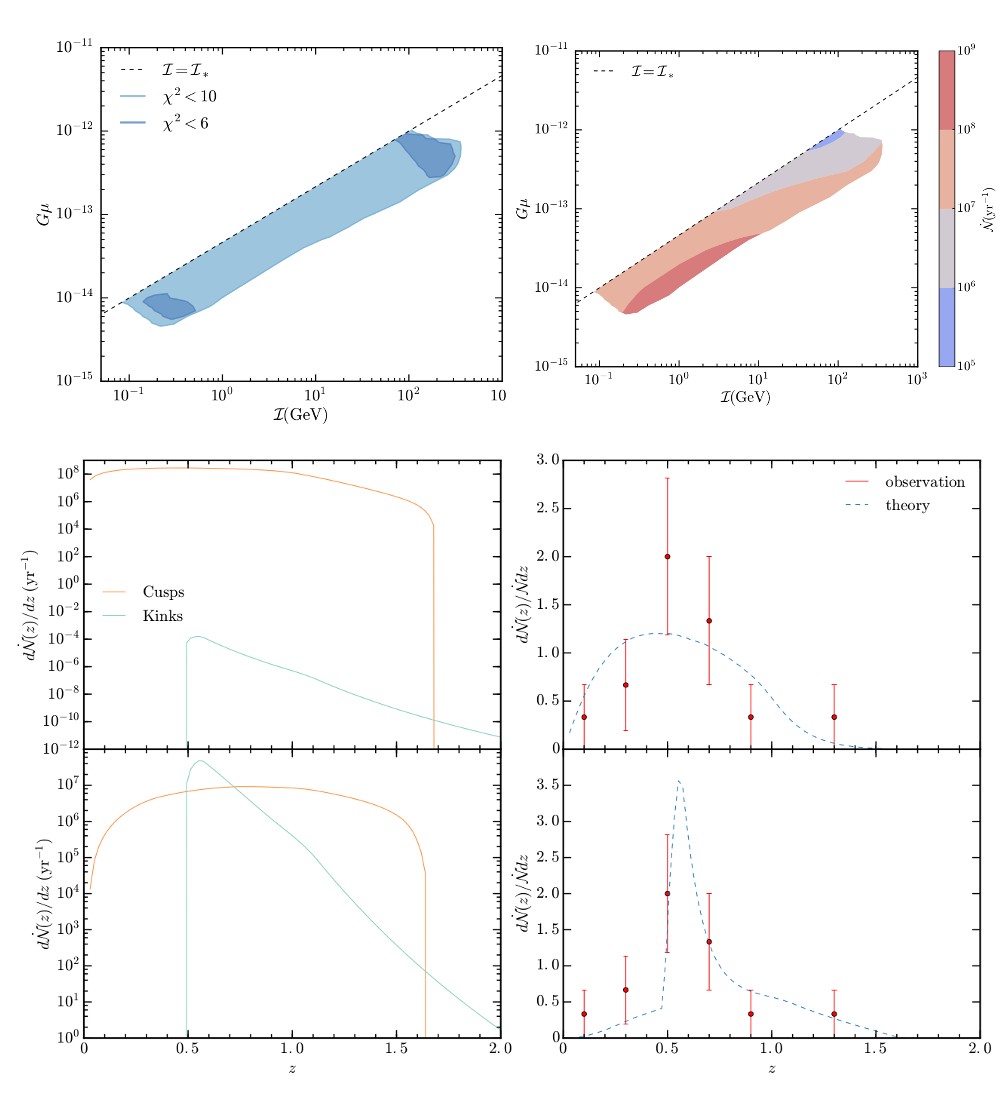 10⁻¹¹
10⁻¹²
10⁻¹³
10⁻¹⁴
10⁻¹⁵
Gμ
ℐ=ℐ∗
χ²<10
χ²<6
10⁻¹ 10⁰ 10¹ 10² 10
ℐ(GeV)
10⁻¹¹
10⁻¹²
10⁻¹³
10⁻¹⁴
10⁻¹⁵
Gμ
ℐ=ℐ∗
10⁻¹ 10⁰ 10¹ 10² 10³
ℐ(GeV)
10⁹
10⁸
10⁷
10⁶
10⁵
𝒩̇(yr⁻¹)
10⁸
10⁶
10⁴
10²
10⁰
10⁻²
10⁻⁴
10⁻⁶
10⁻⁸
10⁻¹⁰
10⁻¹²
d𝒩̇(z)/dz (yr⁻¹)
Cusps
Kinks
3.0
2.5
2.0
1.5
1.0
0.5
0
d𝒩̇(z)/𝒩̇dz
observation
theory
10⁷
10⁶
10⁵
10⁴
10³
10²
10¹
10⁰
d𝒩̇(z)/dz (yr⁻¹)
0 0.5 1.0 1.5 2.0
z
3.5
3.0
2.5
2.0
1.5
1.0
0.5
0
d𝒩̇(z)/𝒩̇dz
0 0.5 1.0 1.5 2.0
z